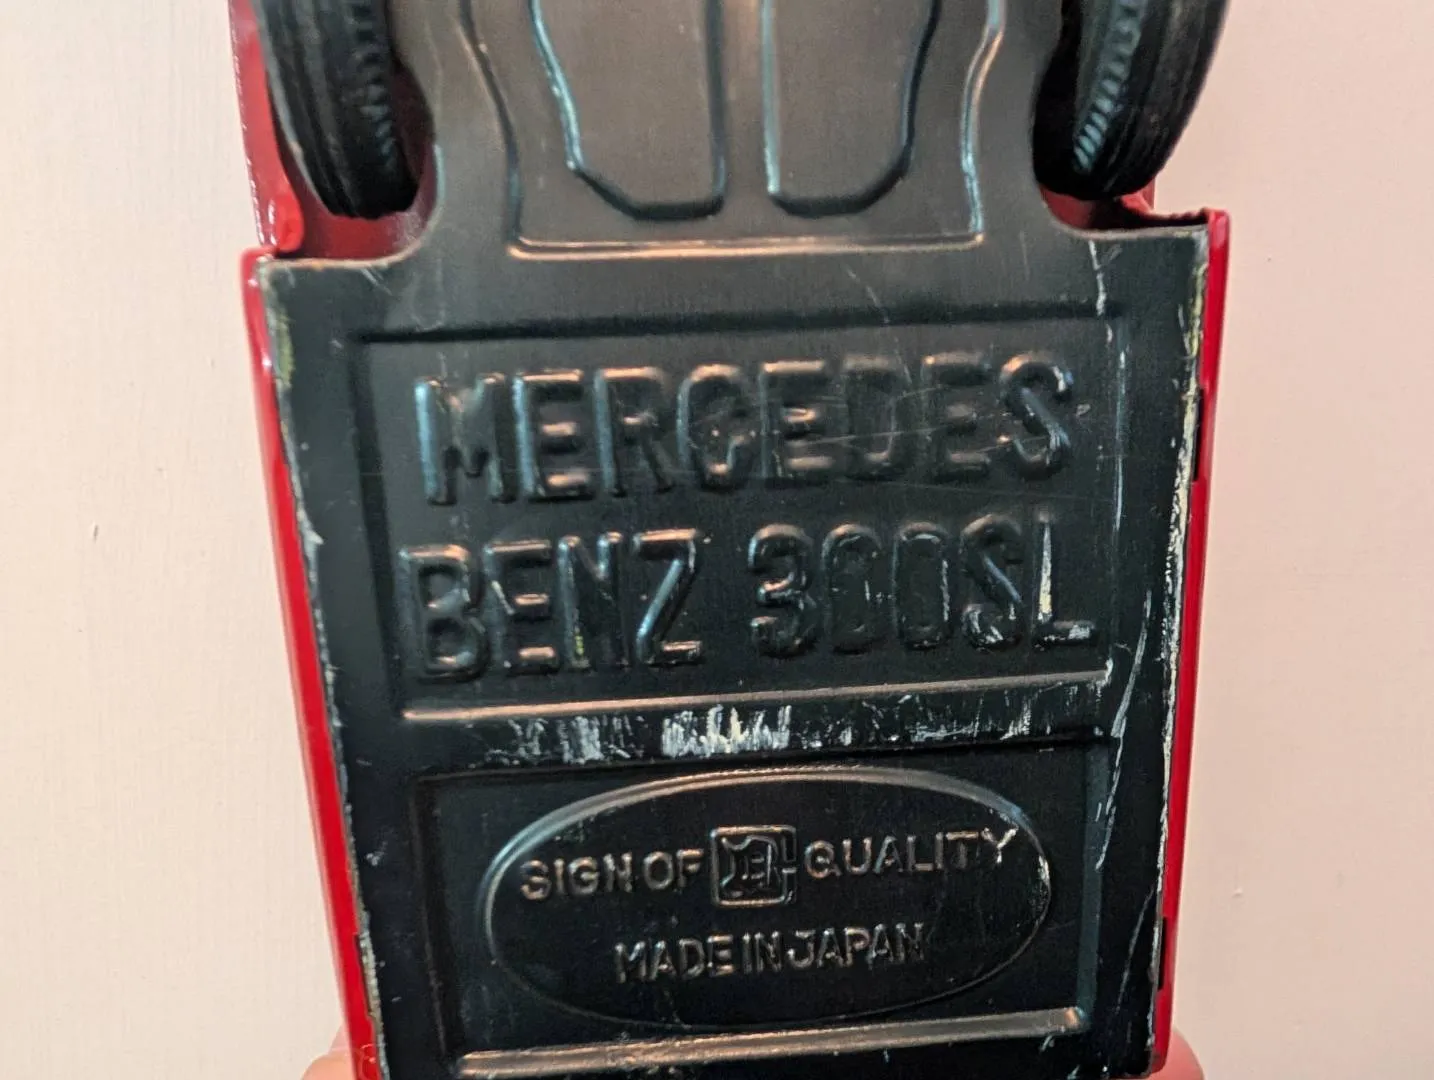 MERCEDES
BENZ 300SL
SIGN OF QUALITY
MADE IN JAPAN